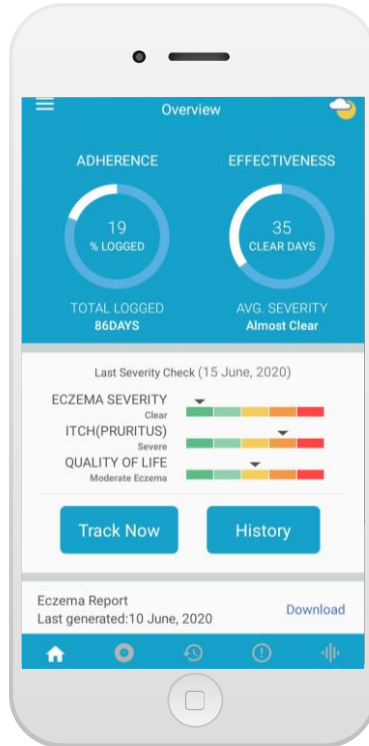 Overview
ADHERENCE
EFFECTIVENESS
19
% LOGGED
35
CLEAR DAYS
TOTAL LOGGED
86DAYS
AVG. SEVERITY
Almost Clear
Last Severity Check (15 June, 2020)
ECZEMA SEVERITY
Clear
ITCH(PRURITUS)
Severe
QUALITY OF LIFE
Moderate Eczema
Track Now
History
Eczema Report
Last generated:10 June, 2020
Download